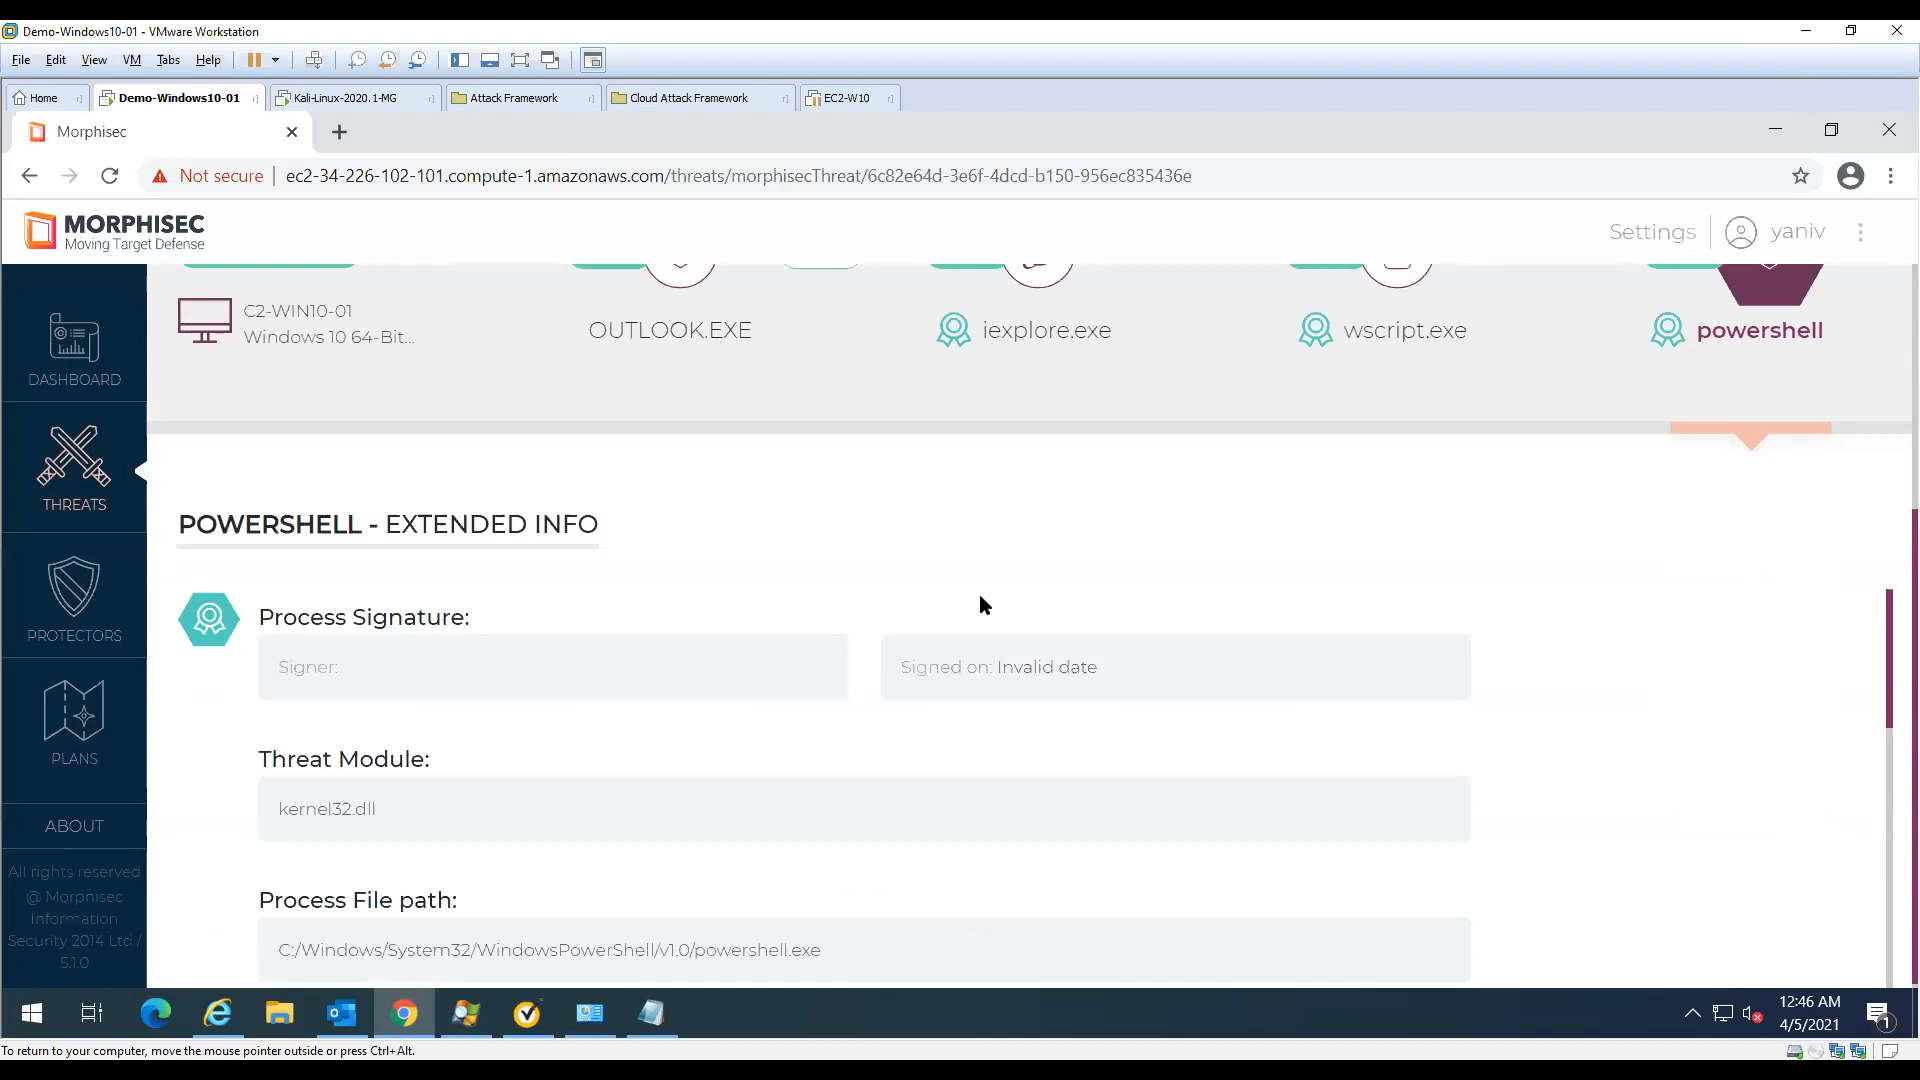 Demo-Windows10-01 - VMware Workstation
File Edit View VM Tabs Help
Home Demo-Windows10-01 Kali-Linux-2020.1-MG Attack Framework Cloud Attack Framework EC2-W10
Morphisec
Not secure ec2-34-226-102-101.compute-1.amazonaws.com/threats/morphisecThreat/6c82e64d-3e6f-4dcd-b150-956ec835436e
MORPHISEC
Moving Target Defense
Settings yaniv
C2-WIN10-01
Windows 10 64-Bit...
OUTLOOK.EXE iexplore.exe wscript.exe powershell
DASHBOARD
THREATS
PROTECTORS
PLANS
ABOUT
All rights reserved
@ Morphisec
Information
Security 2014 Ltd /
5.1.0
POWERSHELL - EXTENDED INFO
Process Signature:
Signer: Signed on: Invalid date
Threat Module:
kernel32.dll
Process File path:
C:/Windows/System32/WindowsPowerShell/v1.0/powershell.exe
12:46 AM
4/5/2021
1
To return to your computer, move the mouse pointer outside or press Ctrl+Alt.